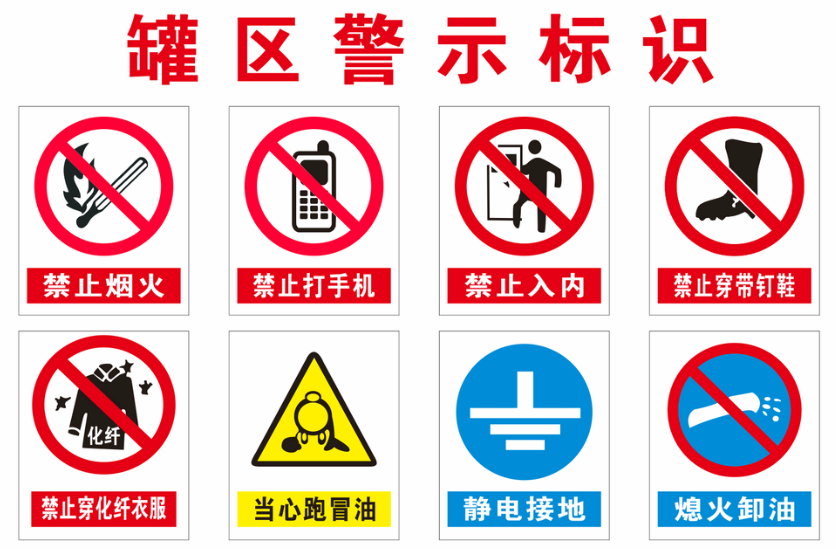 罐区警示标识
禁止烟火
禁止打手机
禁止入内
禁止穿带钉鞋
化纤
禁止穿化纤衣服
当心跑冒油
静电接地
熄火卸油